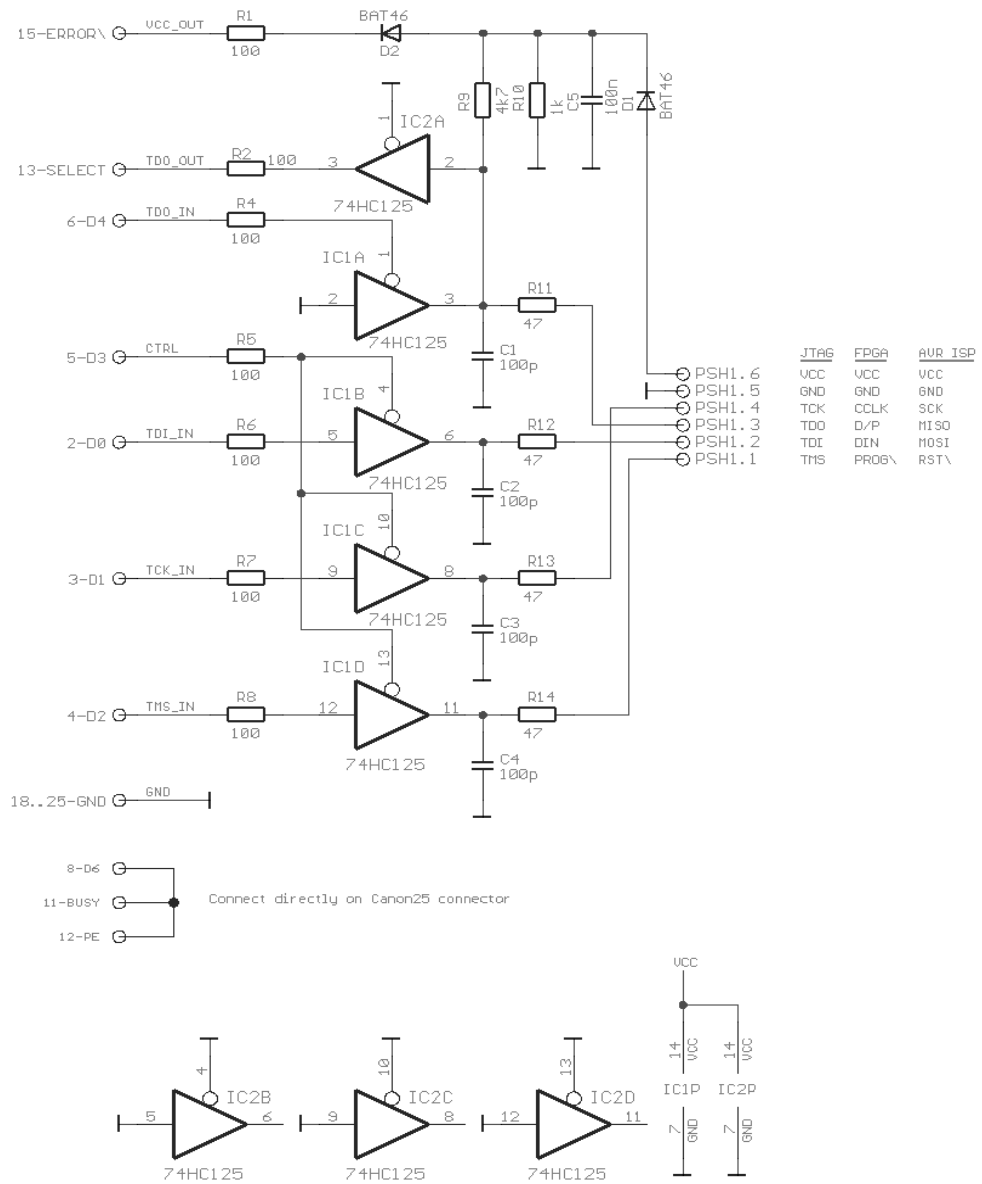 15-ERROR\ VCC_OUT R1 100 BAT46 D2
R9 4k7 R10 1k C5 100n D1 BAT46
1 IC2A
13-SELECT TDO_OUT R2 100 3 2
74HC125
6-D4 TDO_IN R4 100
1
IC1A
2 3 R11 47
74HC125
C1 100p
5-D3 CTRL R5 100
4
IC1B
2-D0 TDI_IN R6 100 5 6 R12 47
74HC125
C2 100p
JTAG FPGA AVR ISP
PSH1.6 VCC VCC VCC
PSH1.5 GND GND GND
PSH1.4 TCK CCLK SCK
PSH1.3 TDO D/P MISO
PSH1.2 TDI DIN MOSI
PSH1.1 TMS PROG\ RST\
10
IC1C
3-D1 TCK_IN R7 100 9 8 R13 47
74HC125
C3 100p
13
IC1D
4-D2 TMS_IN R8 100 12 11 R14 47
74HC125
C4 100p
18..25-GND GND
8-D6
11-BUSY Connect directly on Canon25 connector
12-PE
VCC
4 IC2B
5 6
74HC125
10 IC2C
9 8
74HC125
13 IC2D
12 11
74HC125
14 VCC 14 VCC
IC1P IC2P
7 GND 7 GND